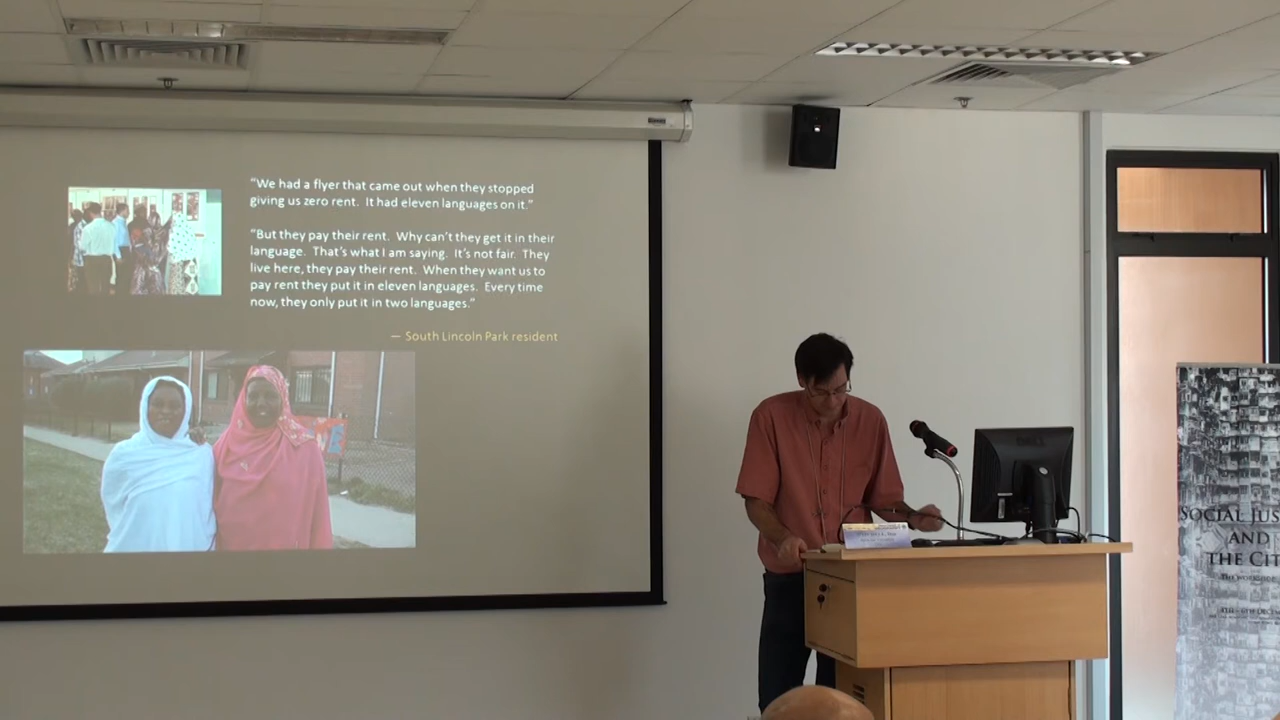 “We had a flyer that came out when they stopped
giving us zero rent.  It had eleven languages on it.”
“But they pay their rent.  Why can’t they get it in their
language.  That’s what I am saying.  It’s not fair.  They
live here, they pay their rent.  When they want us to
pay rent they put it in eleven languages.  Every time
now, they only put it in two languages.”
— South Lincoln Park resident
DELL
SOCIAL JUS
AND
THE CIT